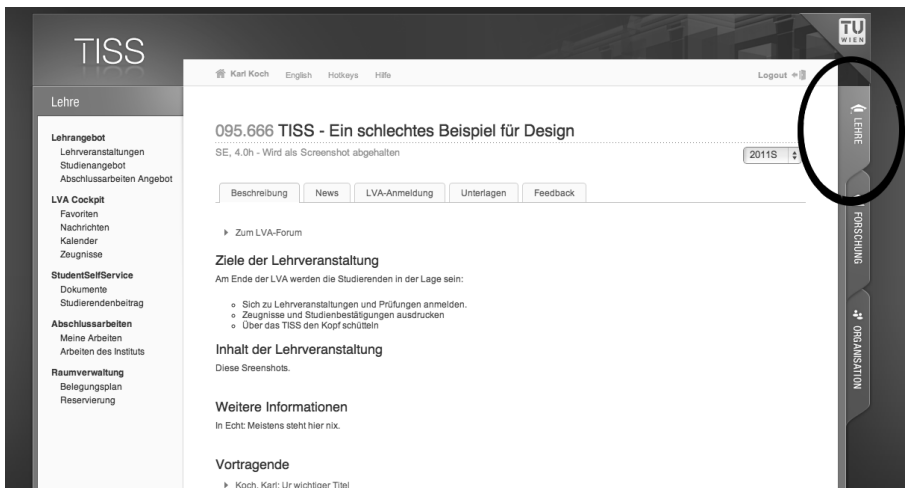 TISS
TU
WIEN
Karl Koch English Hotkeys Hilfe Logout
Lehre
Lehrangebot
Lehrveranstaltungen
Studienangebot
Abschlussarbeiten Angebot
LVA Cockpit
Favoriten
Nachrichten
Kalender
Zeugnisse
StudentSelfService
Dokumente
Studierendenbeitrag
Abschlussarbeiten
Meine Arbeiten
Arbeiten des Instituts
Raumverwaltung
Belegungsplan
Reservierung
095.666 TISS - Ein schlechtes Beispiel für Design
SE, 4.0h - Wird als Screenshot abgehalten
2011S
Beschreibung News LVA-Anmeldung Unterlagen Feedback
Zum LVA-Forum
Ziele der Lehrveranstaltung
Am Ende der LVA werden die Studierenden in der Lage sein:
Sich zu Lehrveranstaltungen und Prüfungen anmelden.
Zeugnisse und Studienbestätigungen ausdrucken
Über das TISS den Kopf schütteln
Inhalt der Lehrveranstaltung
Diese Sreenshots.
Weitere Informationen
In Echt: Meistens steht hier nix.
Vortragende
Koch, Karl: Ur wichtiger Titel
LEHRE
FORSCHUNG
ORGANISATION